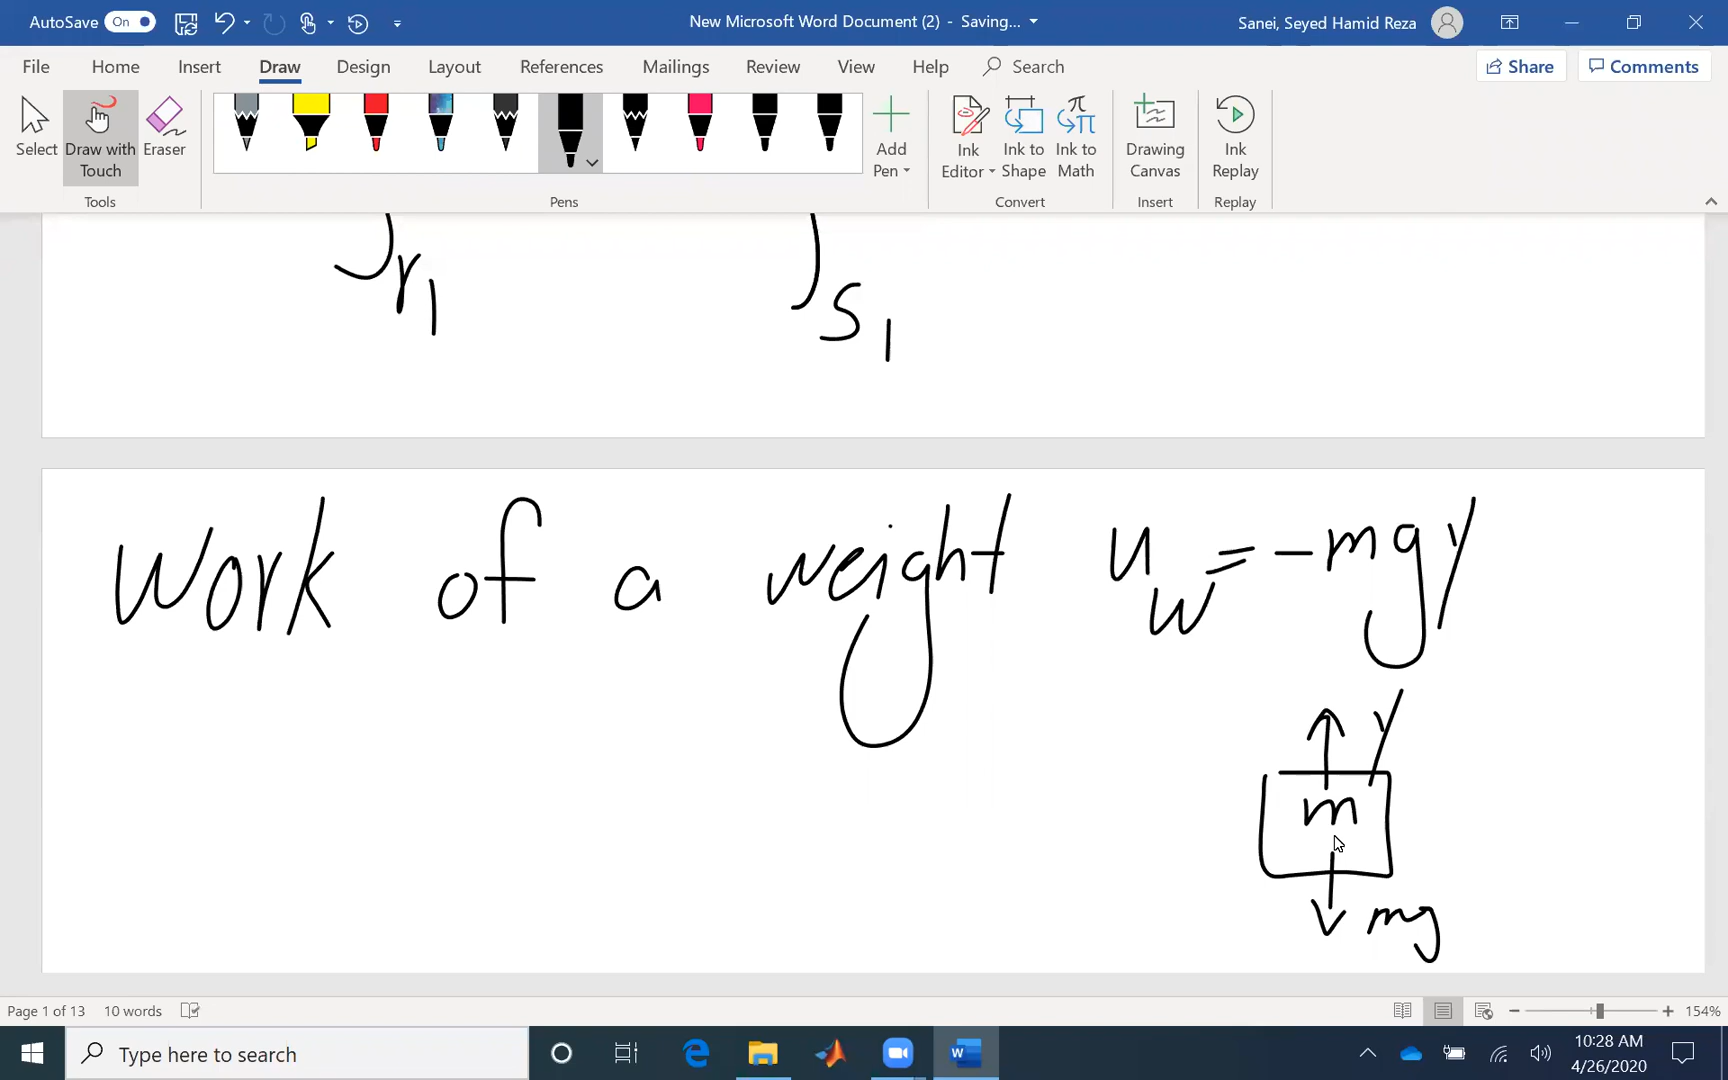 AutoSave On New Microsoft Word Document (2) - Saving... Sanei, Seyed Hamid Reza
File Home Insert Draw Design Layout References Mailings Review View Help Search Share Comments
Select Draw with Touch Eraser Add Pen Ink Editor Ink to Shape Ink to Math Drawing Canvas Ink Replay
Tools Pens Convert Insert Replay
r1 S1
Work of a weight u_w = -mgy
y
m
mg
Page 1 of 13 10 words 154%
Type here to search 10:28 AM
4/26/2020